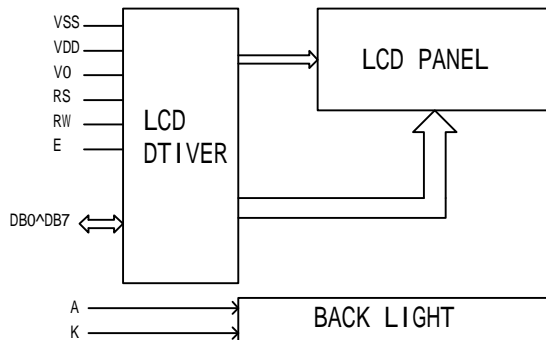 VSS
VDD
VO
RS
RW
E
DB0^DB7
LCD
DTIVER
LCD PANEL
A
K
BACK LIGHT